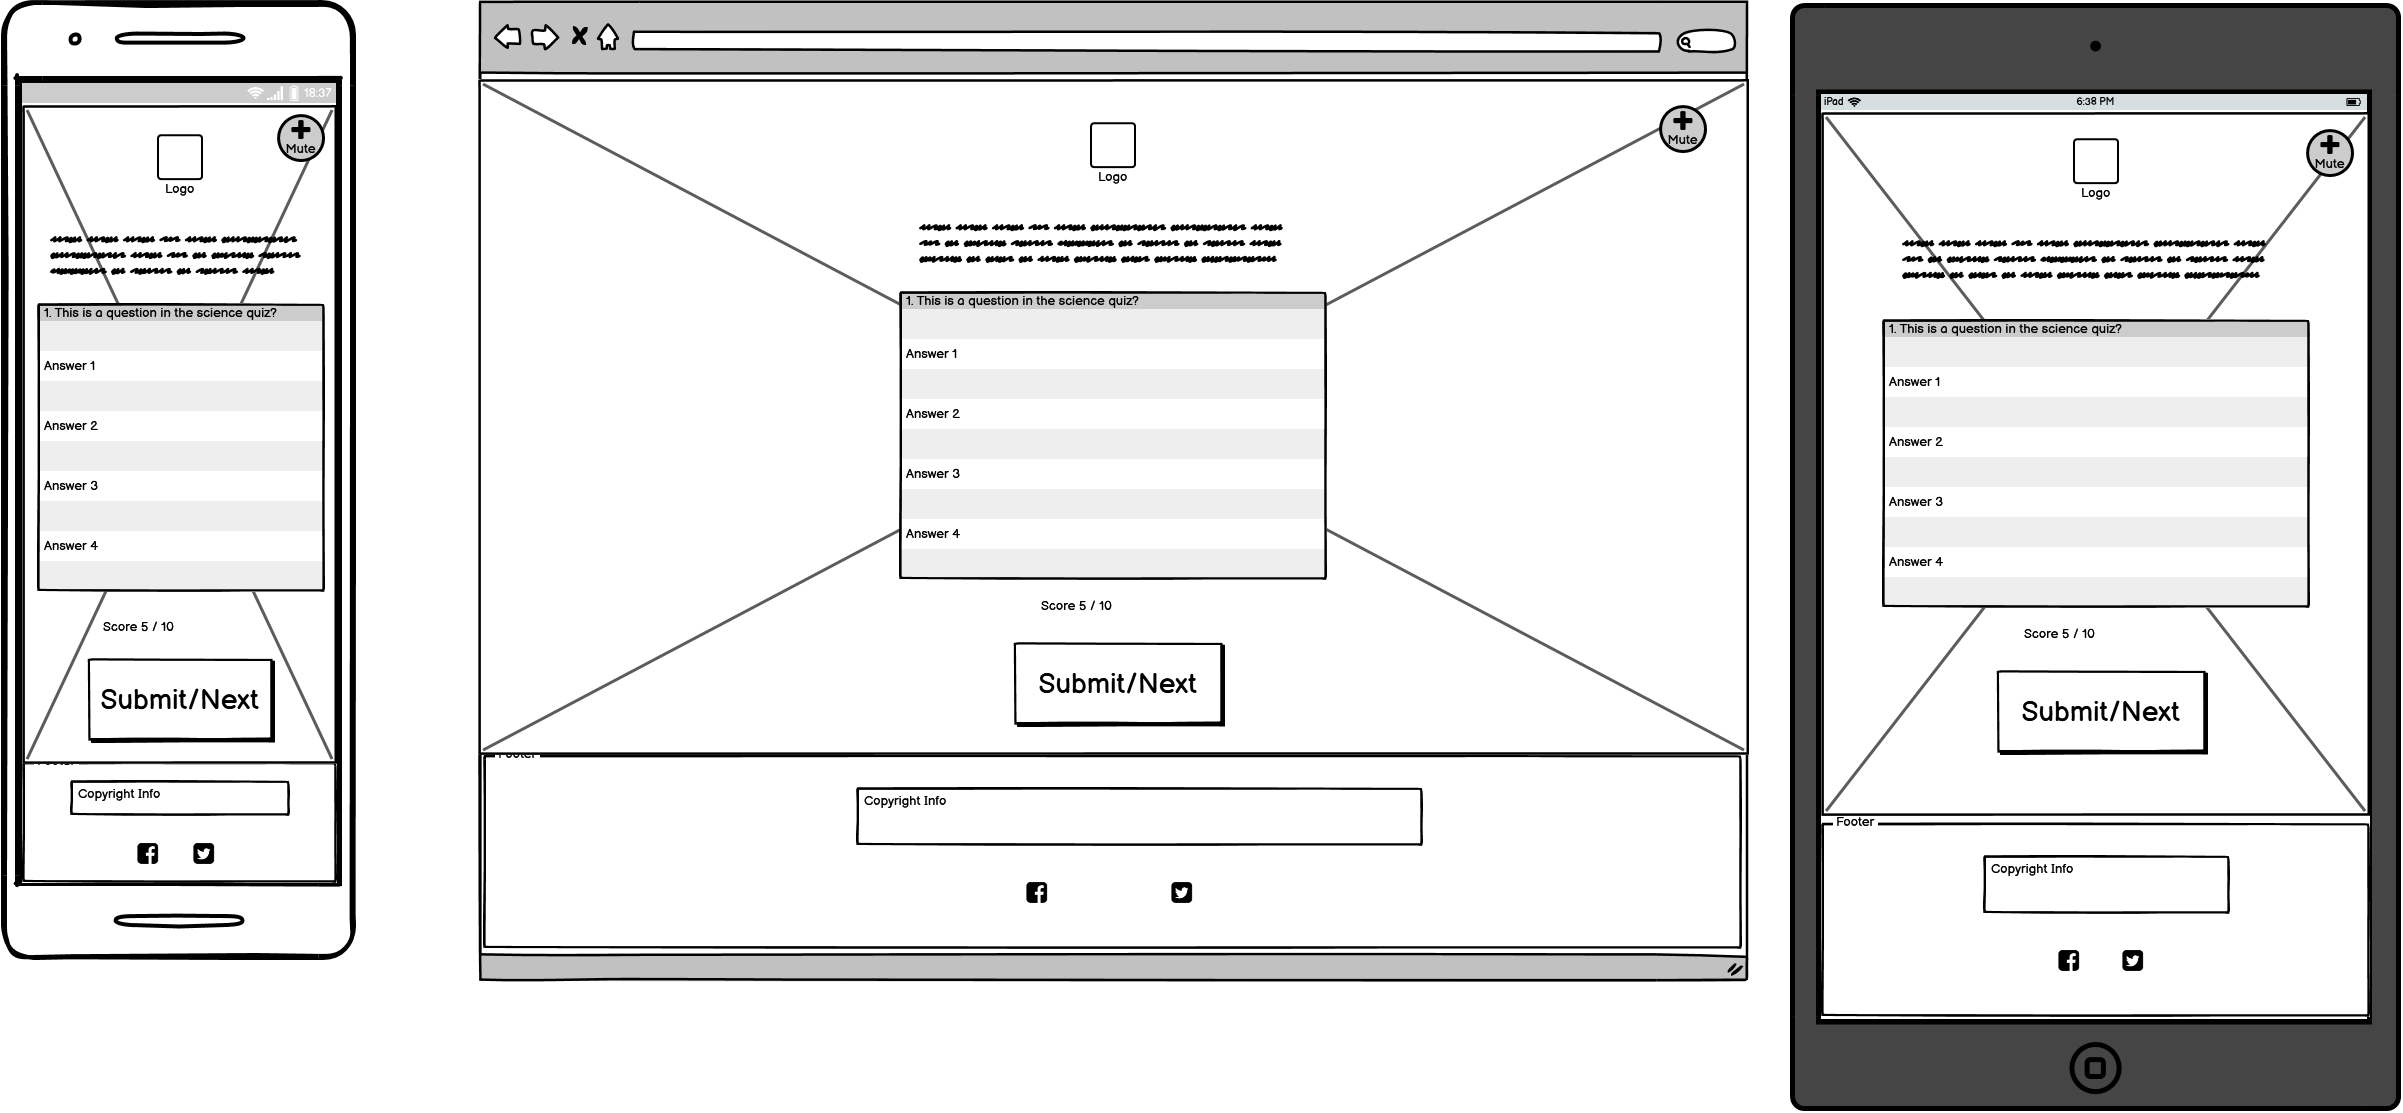 18:37
Mute
Logo
1. This is a question in the science quiz?
Answer 1
Answer 2
Answer 3
Answer 4
Score 5 / 10
Submit/Next
Footer
Copyright Info
Mute
Logo
1. This is a question in the science quiz?
Answer 1
Answer 2
Answer 3
Answer 4
Score 5 / 10
Submit/Next
Footer
Copyright Info
iPad 6:38 PM
Mute
Logo
1. This is a question in the science quiz?
Answer 1
Answer 2
Answer 3
Answer 4
Score 5 / 10
Submit/Next
Footer
Copyright Info